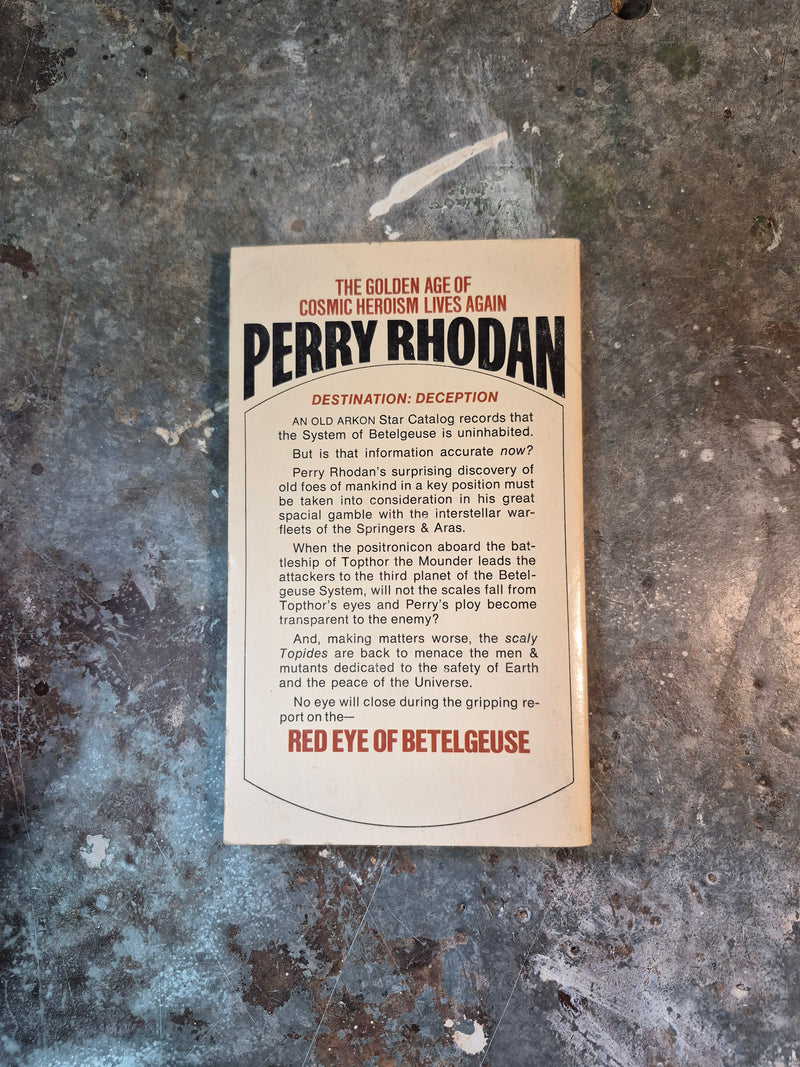 THE GOLDEN AGE OF
COSMIC HEROISM LIVES AGAIN
PERRY RHODAN
DESTINATION: DECEPTION
AN OLD ARKON Star Catalog records that
the System of Betelgeuse is uninhabited.
But is that information accurate now?
Perry Rhodan's surprising discovery of
old foes of mankind in a key position must
be taken into consideration in his great
spacial gamble with the interstellar war-
fleets of the Springers & Aras.
When the positronicon aboard the bat-
tleship of Topthor the Mounder leads the
attackers to the third planet of the Betel-
geuse System, will not the scales fall from
Topthor's eyes and Perry's ploy become
transparent to the enemy?
And, making matters worse, the scaly
Topides are back to menace the men &
mutants dedicated to the safety of Earth
and the peace of the Universe.
No eye will close during the gripping re-
port on the—
RED EYE OF BETELGEUSE